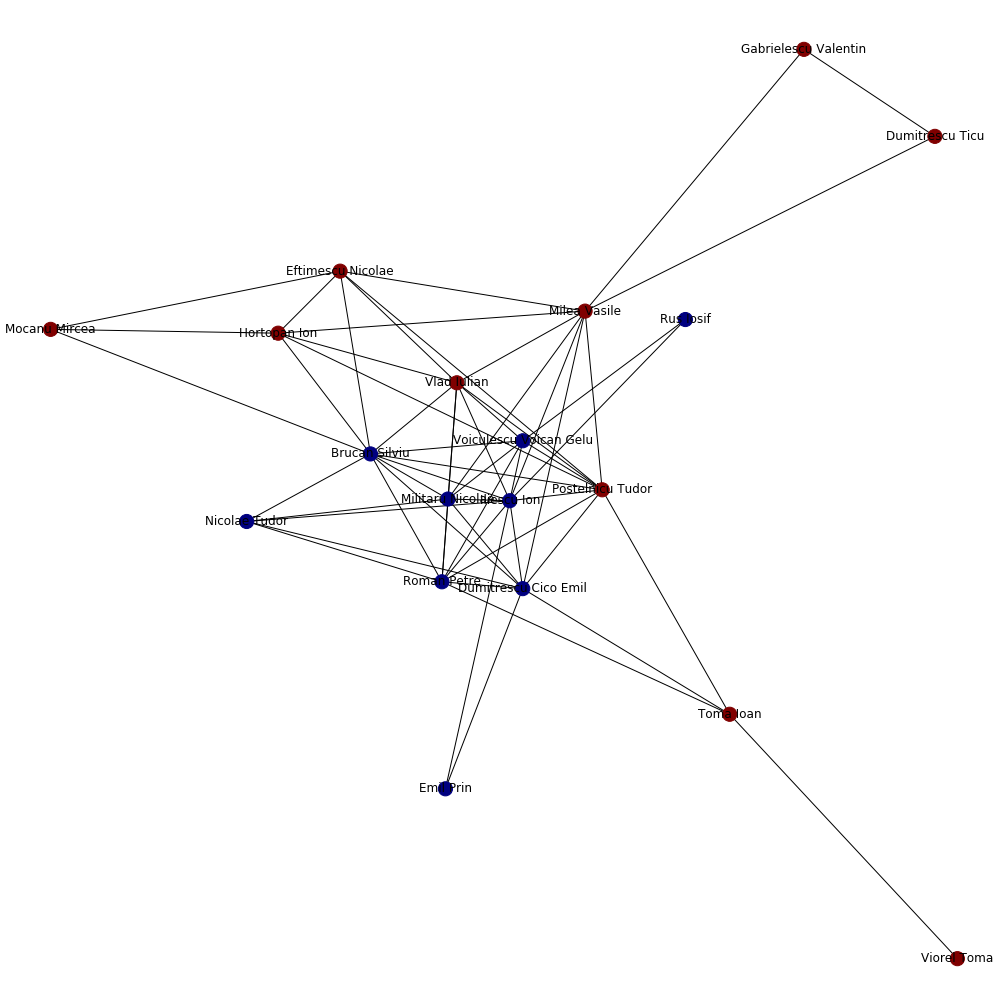 Gabrielescu Valentin
Dumitrescu Ticu
Eftimescu Nicolae
Milea Vasile
Rus Iosif
Mocanu Mircea
Hortopan Ion
Vlad Iulian
Voiculescu Voican Gelu
Brucan Silviu
Postelnicu Tudor
Militaru Nicolae
Iliescu Ion
Nicolae Tudor
Roman Petre
Dumitrescu Cico Emil
Toma Ioan
Emil Prin
Viorel Toma